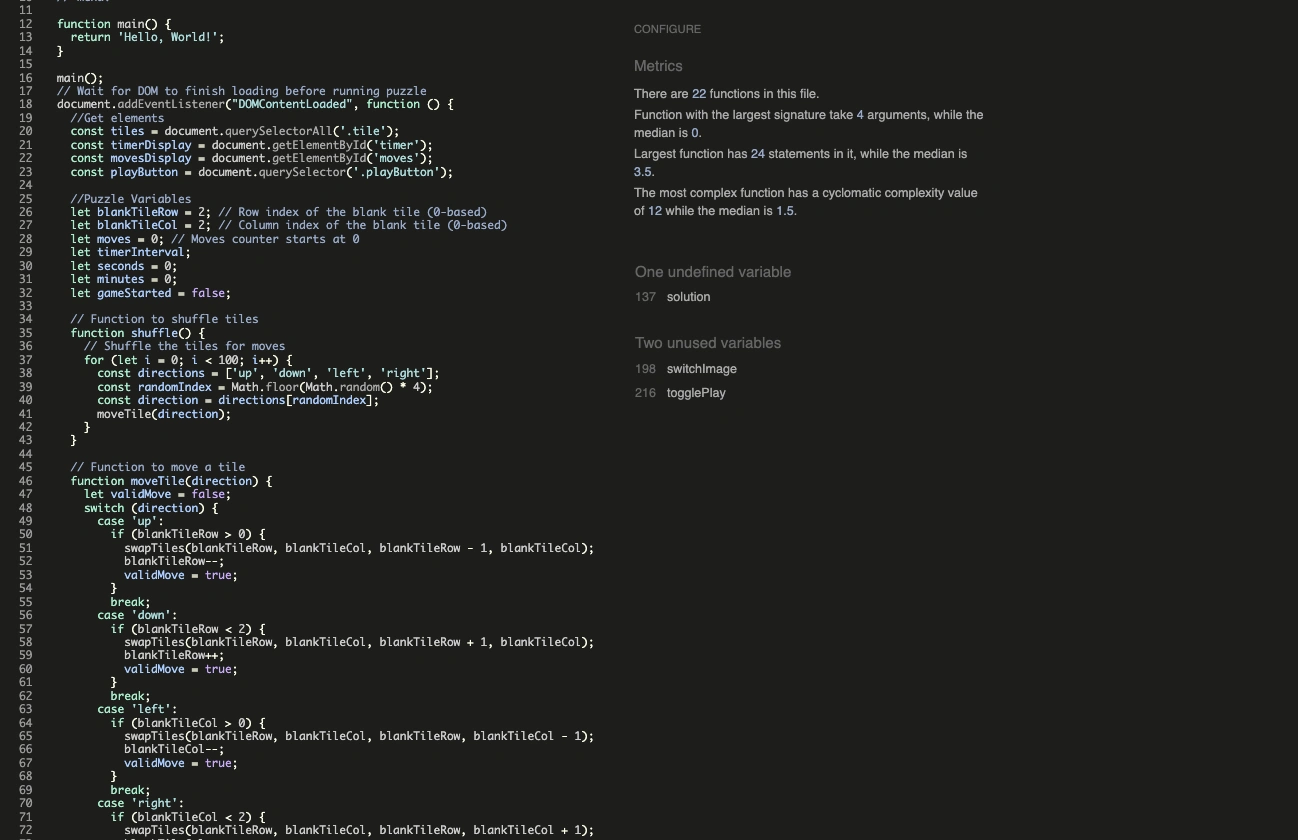 11
12 function main() {
13 return 'Hello, World!';
14 }
15
16 main();
17 // Wait for DOM to finish loading before running puzzle
18 document.addEventListener("DOMContentLoaded", function () {
19 //Get elements
20 const tiles = document.querySelectorAll('.tile');
21 const timerDisplay = document.getElementById('timer');
22 const movesDisplay = document.getElementById('moves');
23 const playButton = document.querySelector('.playButton');
24
25 //Puzzle Variables
26 let blankTileRow = 2; // Row index of the blank tile (0-based)
27 let blankTileCol = 2; // Column index of the blank tile (0-based)
28 let moves = 0; // Moves counter starts at 0
29 let timerInterval;
30 let seconds = 0;
31 let minutes = 0;
32 let gameStarted = false;
33
34 // Function to shuffle tiles
35 function shuffle() {
36 // Shuffle the tiles for moves
37 for (let i = 0; i < 100; i++) {
38 const directions = ['up', 'down', 'left', 'right'];
39 const randomIndex = Math.floor(Math.random() * 4);
40 const direction = directions[randomIndex];
41 moveTile(direction);
42 }
43 }
44
45 // Function to move a tile
46 function moveTile(direction) {
47 let validMove = false;
48 switch (direction) {
49 case 'up':
50 if (blankTileRow > 0) {
51 swapTiles(blankTileRow, blankTileCol, blankTileRow - 1, blankTileCol);
52 blankTileRow--;
53 validMove = true;
54 }
55 break;
56 case 'down':
57 if (blankTileRow < 2) {
58 swapTiles(blankTileRow, blankTileCol, blankTileRow + 1, blankTileCol);
59 blankTileRow++;
60 validMove = true;
61 }
62 break;
63 case 'left':
64 if (blankTileCol > 0) {
65 swapTiles(blankTileRow, blankTileCol, blankTileRow, blankTileCol - 1);
66 blankTileCol--;
67 validMove = true;
68 }
69 break;
70 case 'right':
71 if (blankTileCol < 2) {
72 swapTiles(blankTileRow, blankTileCol, blankTileRow, blankTileCol + 1);
CONFIGURE
Metrics
There are 22 functions in this file.
Function with the largest signature take 4 arguments, while the
median is 0.
Largest function has 24 statements in it, while the median is
3.5.
The most complex function has a cyclomatic complexity value
of 12 while the median is 1.5.
One undefined variable
137 solution
Two unused variables
198 switchImage
216 togglePlay